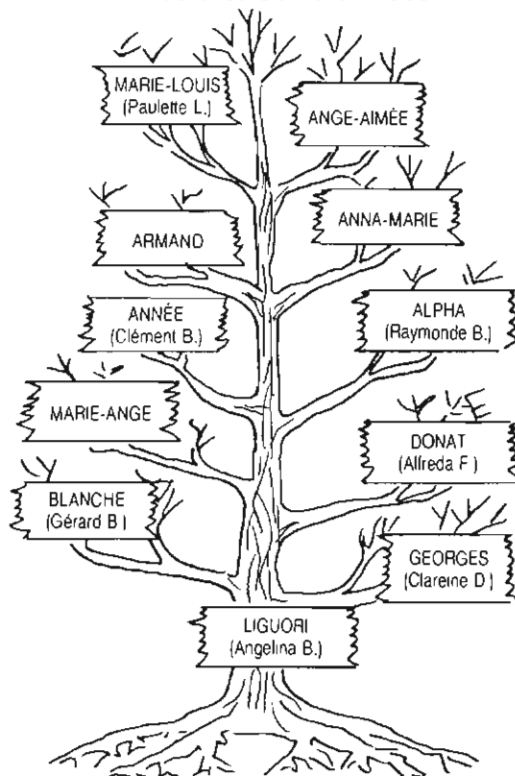 MARIE-LOUIS
(Paulette L.)
ANGE-AIMÉE
ANNA-MARIE
ARMAND
ANNÉE
(Clément B.)
ALPHA
(Raymonde B.)
MARIE-ANGE
DONAT
(Alfreda F)
BLANCHE
(Gérard B)
GEORGES
(Clareine D)
LIGUORI
(Angelina B.)